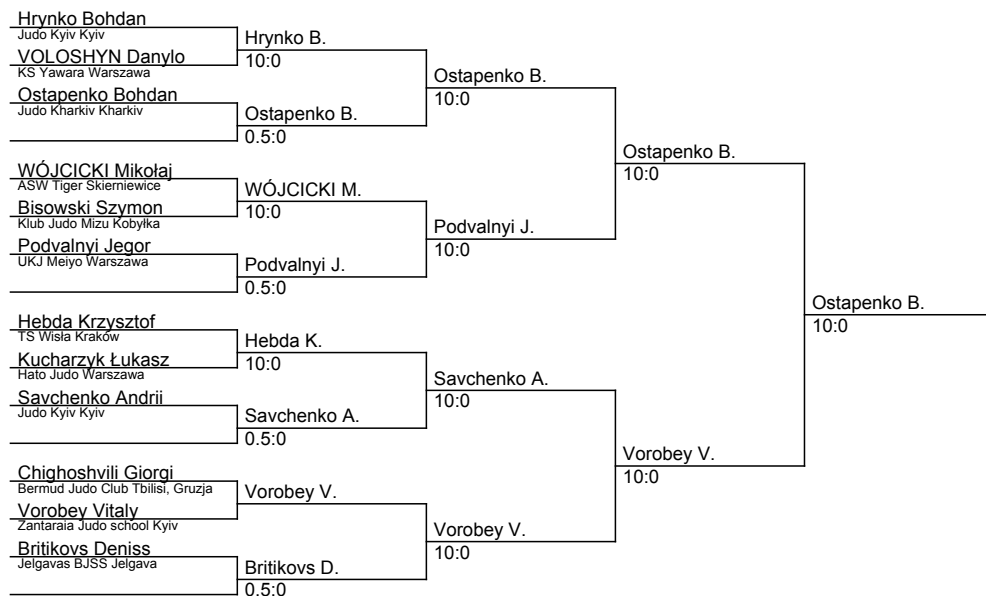 Hrynko Bohdan
Judo Kyiv Kyiv
VOLOSHYN Danylo
KS Yawara Warszawa
Ostapenko Bohdan
Judo Kharkiv Kharkiv
WÓJCICKI Mikołaj
ASW Tiger Skierniewice
Bisowski Szymon
Klub Judo Mizu Kobyłka
Podvalnyi Jegor
UKJ Meiyo Warszawa
Hebda Krzysztof
TS Wisła Kraków
Kucharzyk Łukasz
Hato Judo Warszawa
Savchenko Andrii
Judo Kyiv Kyiv
Chighoshvili Giorgi
Bermud Judo Club Tbilisi, Gruzja
Vorobey Vitaly
Zantaraia Judo school Kyiv
Britikovs Deniss
Jelgavas BJSS Jelgava
Hrynko B.
10:0
Ostapenko B.
0.5:0
WÓJCICKI M.
10:0
Podvalnyi J.
0.5:0
Hebda K.
10:0
Savchenko A.
0.5:0
Vorobey V.
Britikovs D.
0.5:0
Ostapenko B.
10:0
Podvalnyi J.
10:0
Savchenko A.
10:0
Vorobey V.
10:0
Ostapenko B.
10:0
Vorobey V.
10:0
Ostapenko B.
10:0